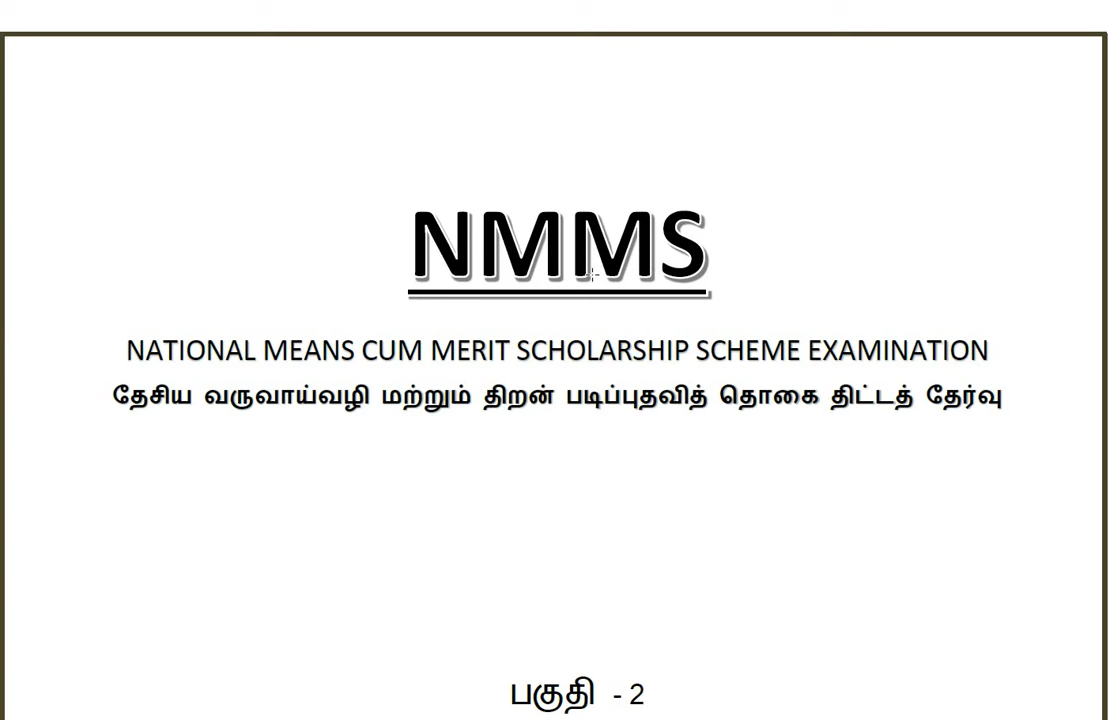 NMMS
NATIONAL MEANS CUM MERIT SCHOLARSHIP SCHEME EXAMINATION
தேசிய வருவாய்வழி மற்றும் திறன் படிப்புதவித் தொகை திட்டத் தேர்வு
பகுதி - 2